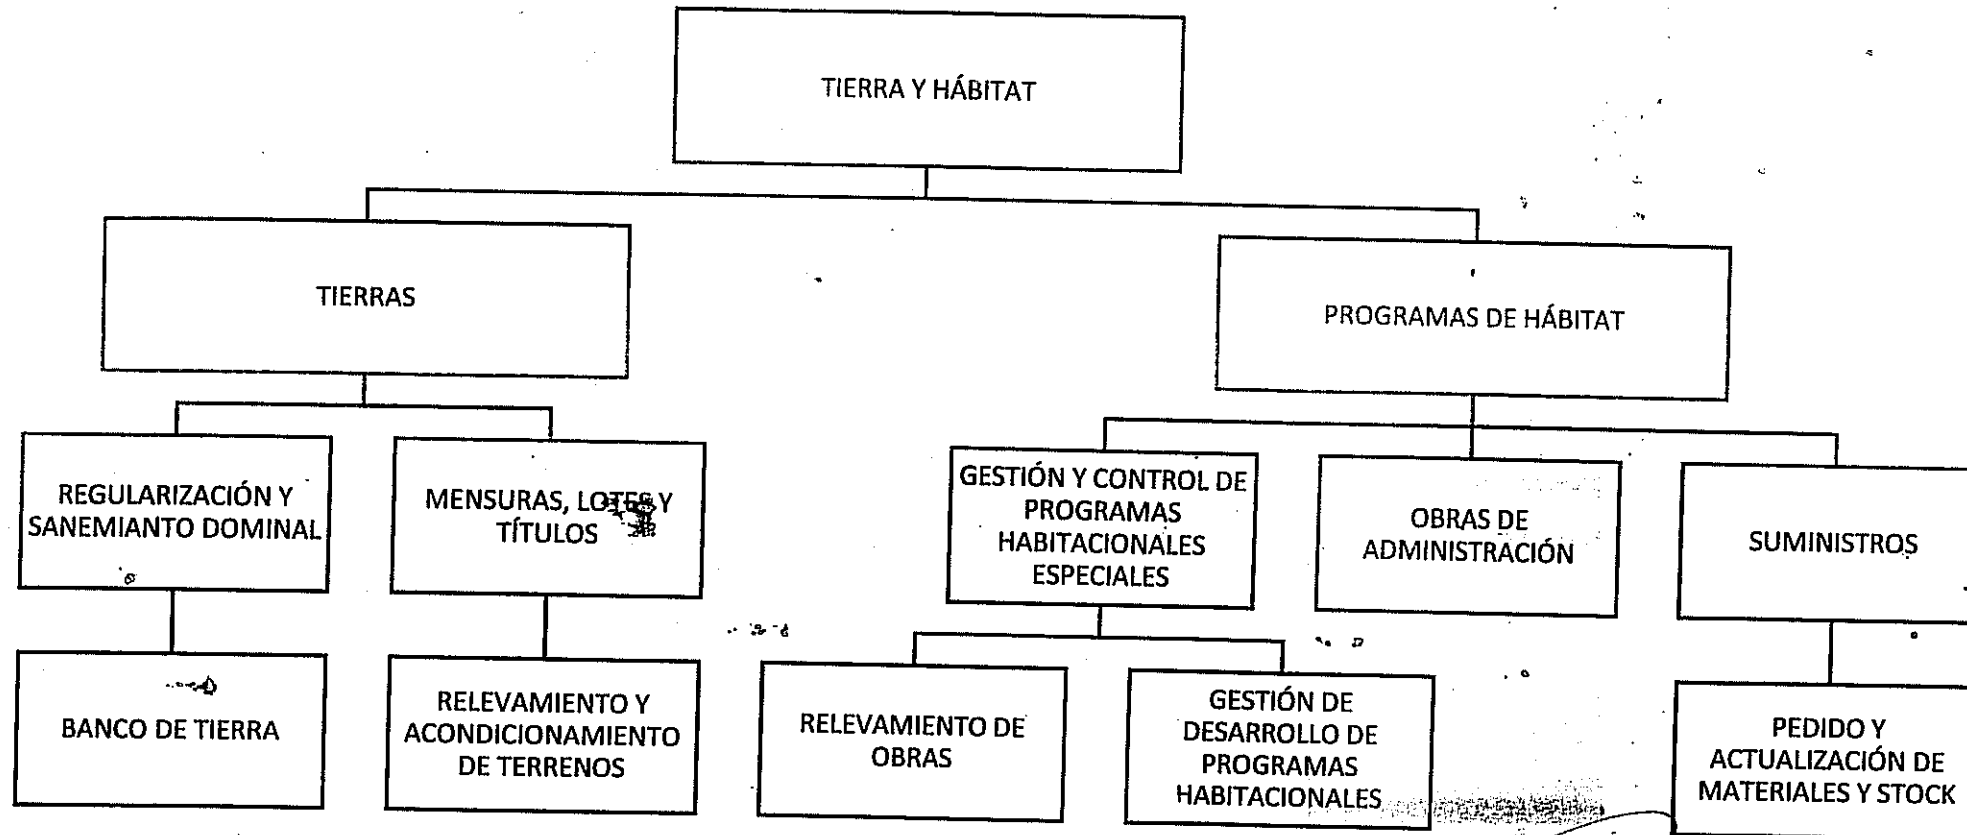 TIERRA Y HÁBITAT
TIERRAS
PROGRAMAS DE HÁBITAT
REGULARIZACIÓN Y
SANEMIANTO DOMINAL
MENSURAS, LOTES Y
TÍTULOS
GESTIÓN Y CONTROL DE
PROGRAMAS
HABITACIONALES
ESPECIALES
OBRAS DE
ADMINISTRACIÓN
SUMINISTROS
BANCO DE TIERRA
RELEVAMIENTO Y
ACONDICIONAMIENTO
DE TERRENOS
RELEVAMIENTO DE
OBRAS
GESTIÓN DE
DESARROLLO DE
PROGRAMAS
HABITACIONALES
PEDIDO Y
ACTUALIZACIÓN DE
MATERIALES Y STOCK